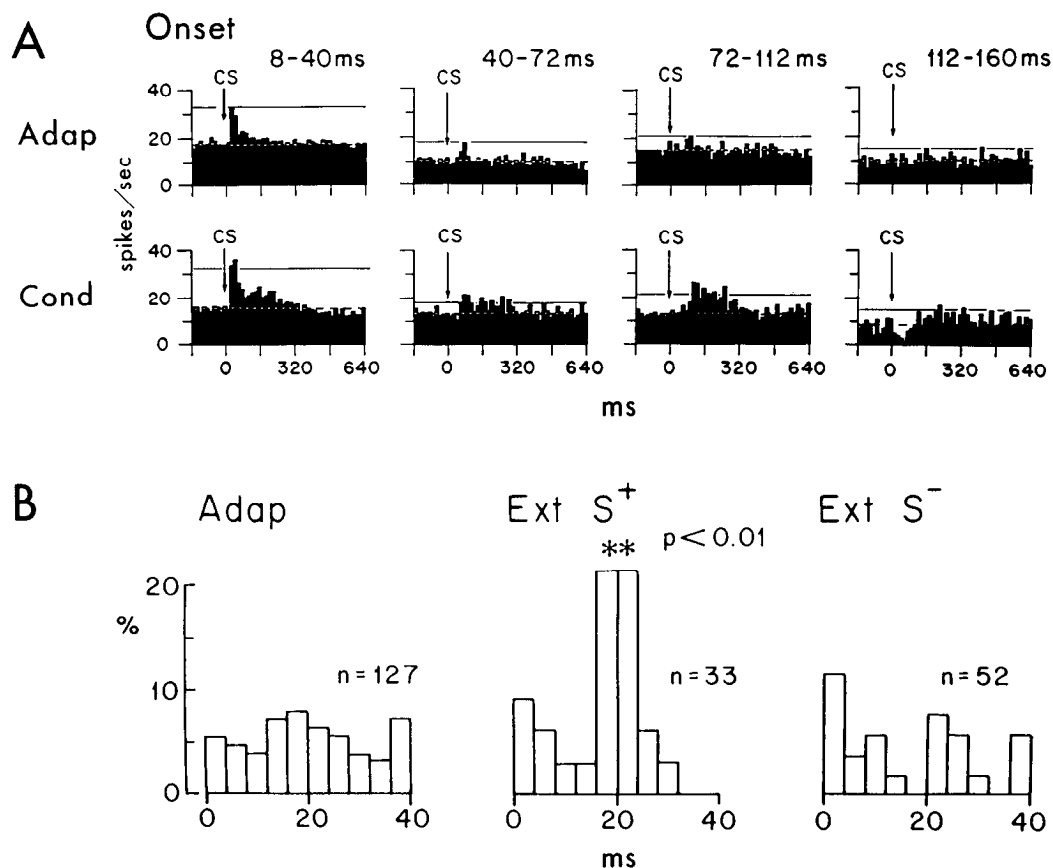 A
Onset
8-40ms 40-72ms 72-112ms 112-160ms
CS CS CS CS
Adap
40
20
0
spikes/sec
CS CS CS CS
Cond
40
20
0
0 320 640 0 320 640 0 320 640 0 320 640
ms
B
Adap Ext S+ Ext S-
** p<0.01
20
%
n=127 n=33 n=52
10
0
0 20 40 0 20 40 0 20 40
ms